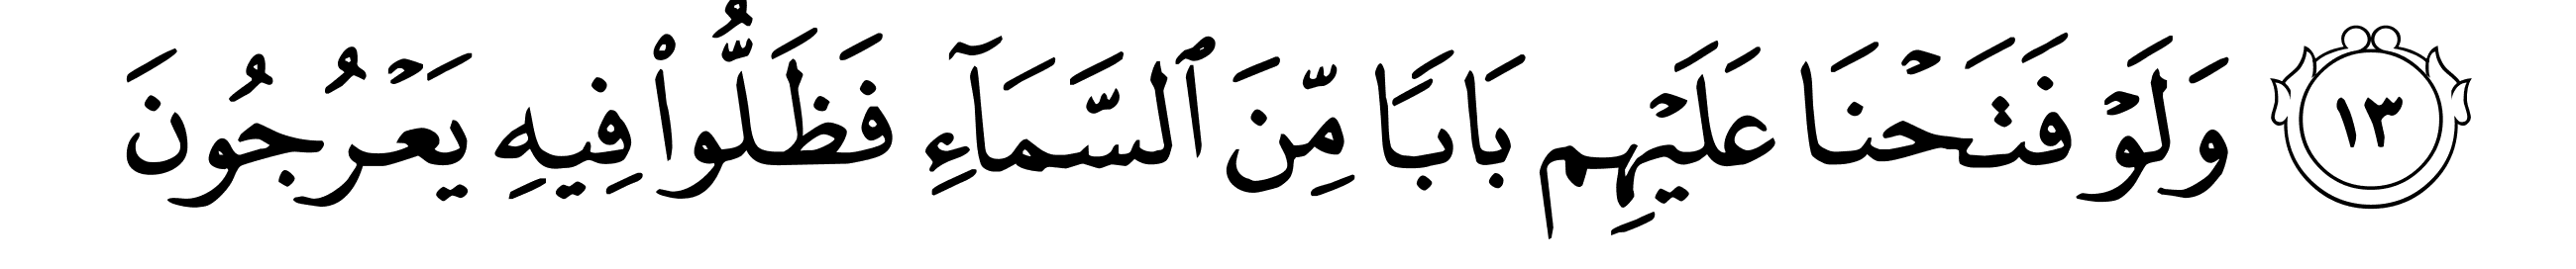 ١٣ وَلَوۡ فَتَحۡنَا عَلَيۡهِم بَابَٗا مِّنَ ٱلسَّمَآءِ فَظَلُّواْ فِيهِ يَعۡرُجُونَ